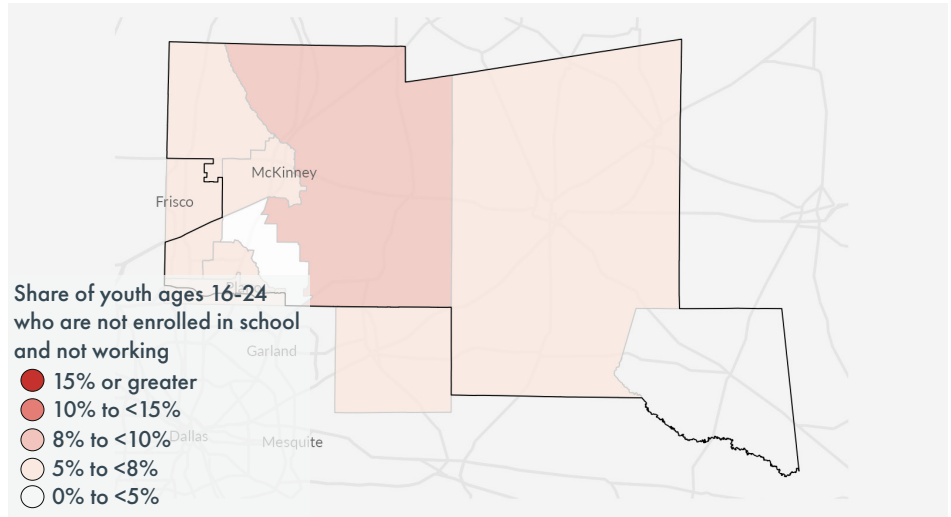 McKinney
Frisco
Plano
Share of youth ages 16-24
who are not enrolled in school
and not working
Garland
15% or greater
10% to <15%
8% to <10%
Dallas
Mesquite
5% to <8%
0% to <5%